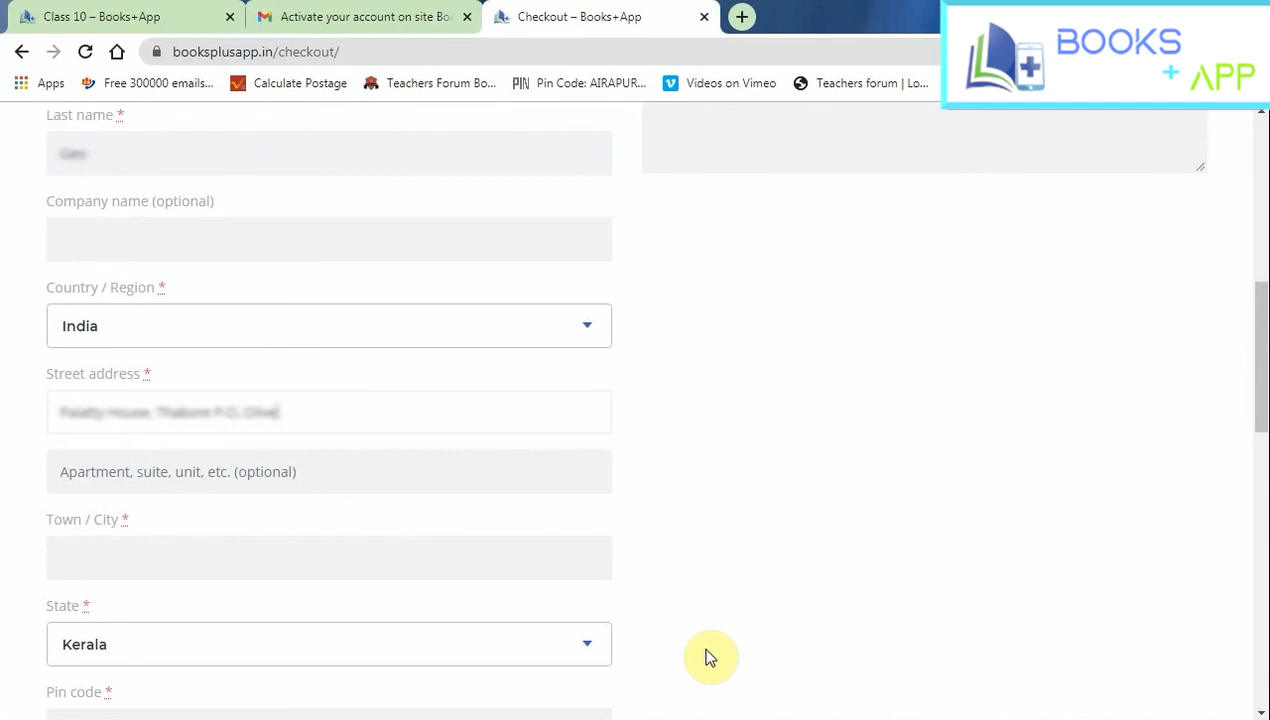 Class 10 – Books+App
Activate your account on site Bo
Checkout – Books+App
booksplusapp.in/checkout/
Apps
Free 300000 emails...
Calculate Postage
Teachers Forum Bo...
PIN
Pin Code: AIRAPUR...
Videos on Vimeo
Teachers forum | Lo...
BOOKS
+ APP
Last name *
Company name (optional)
Country / Region *
India
Street address *
Apartment, suite, unit, etc. (optional)
Town / City *
State *
Kerala
Pin code *